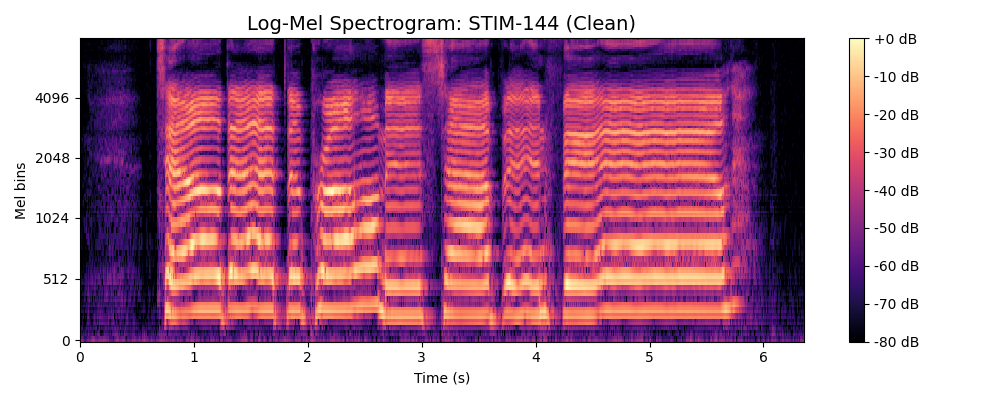 Log-Mel Spectrogram: STIM-144 (Clean)
Mel bins
4096
2048
1024
512
0
0 1 2 3 4 5 6
Time (s)
+0 dB
-10 dB
-20 dB
-30 dB
-40 dB
-50 dB
-60 dB
-70 dB
-80 dB